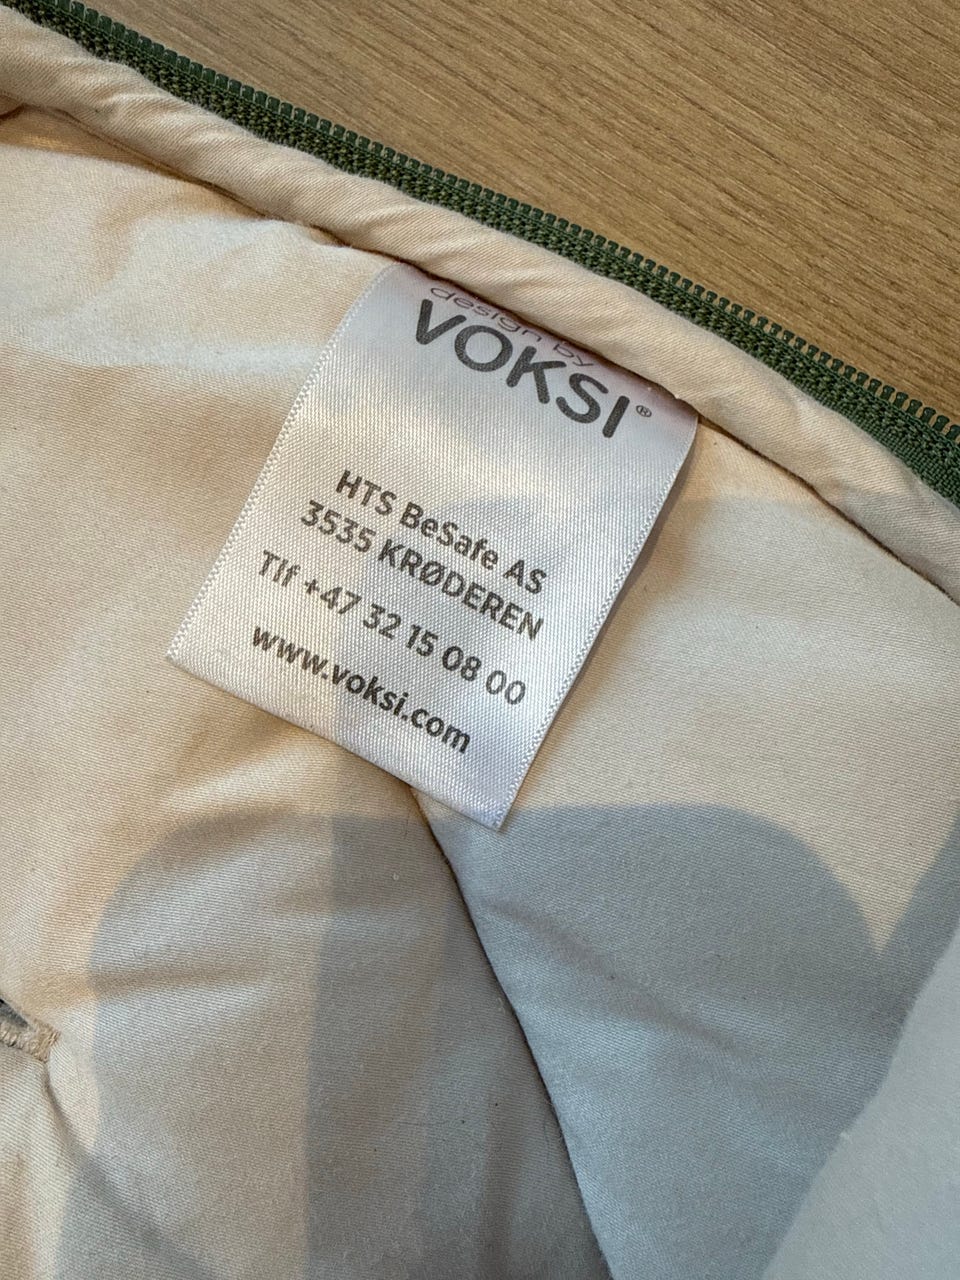 design by
VOKSI®
HTS BeSafe AS
3535 KRØDEREN
Tlf +47 32 15 08 00
www.voksi.com